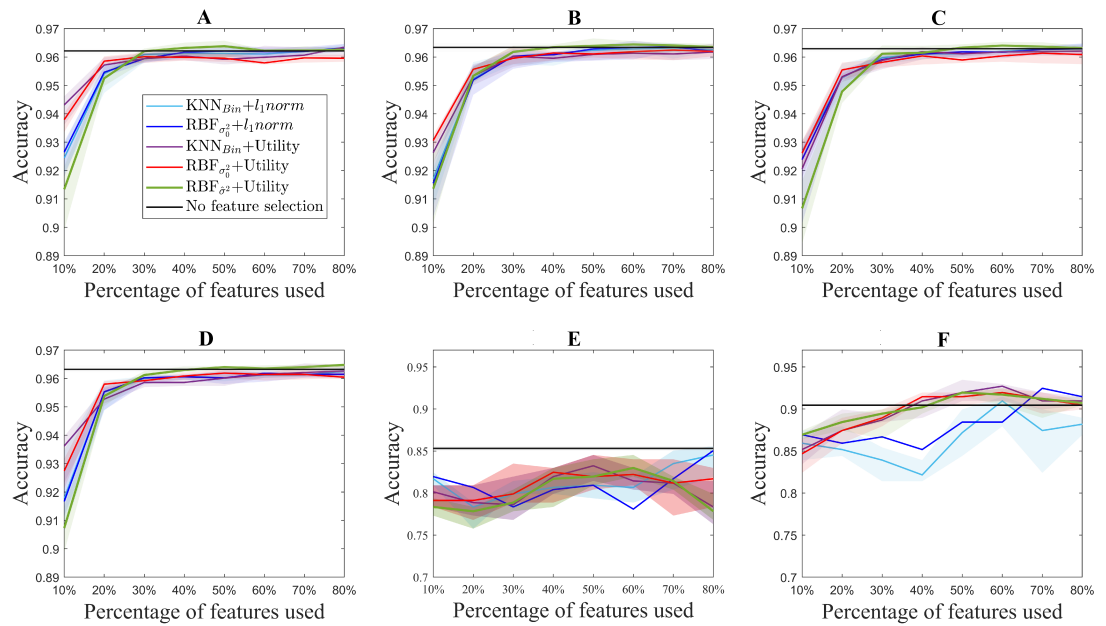 A
0.97
0.96
0.95
0.94
0.93
0.92
0.91
0.9
0.89
10% 20% 30% 40% 50% 60% 70% 80%
Accuracy
Percentage of features used
KNN_Bin+l₁norm
RBF_σ₀²+l₁norm
KNN_Bin+Utility
RBF_σ₀²+Utility
RBF_σ̂²+Utility
No feature selection
B
0.97
0.96
0.95
0.94
0.93
0.92
0.91
0.9
0.89
10% 20% 30% 40% 50% 60% 70% 80%
Accuracy
Percentage of features used
C
0.97
0.96
0.95
0.94
0.93
0.92
0.91
0.9
0.89
10% 20% 30% 40% 50% 60% 70% 80%
Accuracy
Percentage of features used
D
0.97
0.96
0.95
0.94
0.93
0.92
0.91
0.9
0.89
10% 20% 30% 40% 50% 60% 70% 80%
Accuracy
Percentage of features used
E
0.95
0.9
0.85
0.8
0.75
0.7
10% 20% 30% 40% 50% 60% 70% 80%
Accuracy
Percentage of features used
F
0.95
0.9
0.85
0.8
0.75
0.7
10% 20% 30% 40% 50% 60% 70% 80%
Accuracy
Percentage of features used